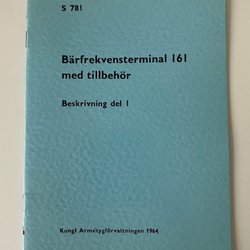 S 781
Bärfrekvensterminal 161
med tillbehör
Beskrivning del 1
Kungl Armétygförvaltningen 1964